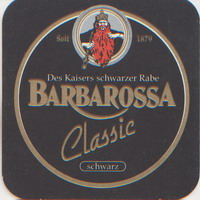 Seit 1879
Des Kaisers schwarzer Rabe
BARBAROSSA
Classic
schwarz